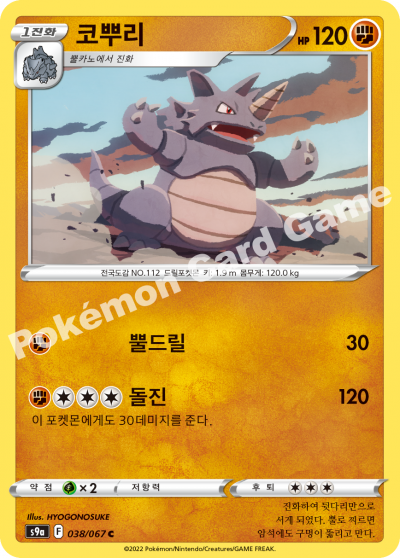 1진화
코뿌리
HP 120
뿔카노에서 진화
전국도감 NO.112 드릴포켓몬 키: 1.9 m 몸무게: 120.0 kg
Pokémon Card Game
뿔드릴 30
돌진 120
이 포켓몬에게도 30데미지를 준다.
약점 ×2 저항력 후퇴
Illus. HYOGONOSUKE
s9a F 038/067 C
진화하여 뒷다리만으로
서게 되었다. 뿔로 찌르면
암석에도 구멍이 뚫리고 만다.
©2022 Pokémon/Nintendo/Creatures/GAME FREAK.